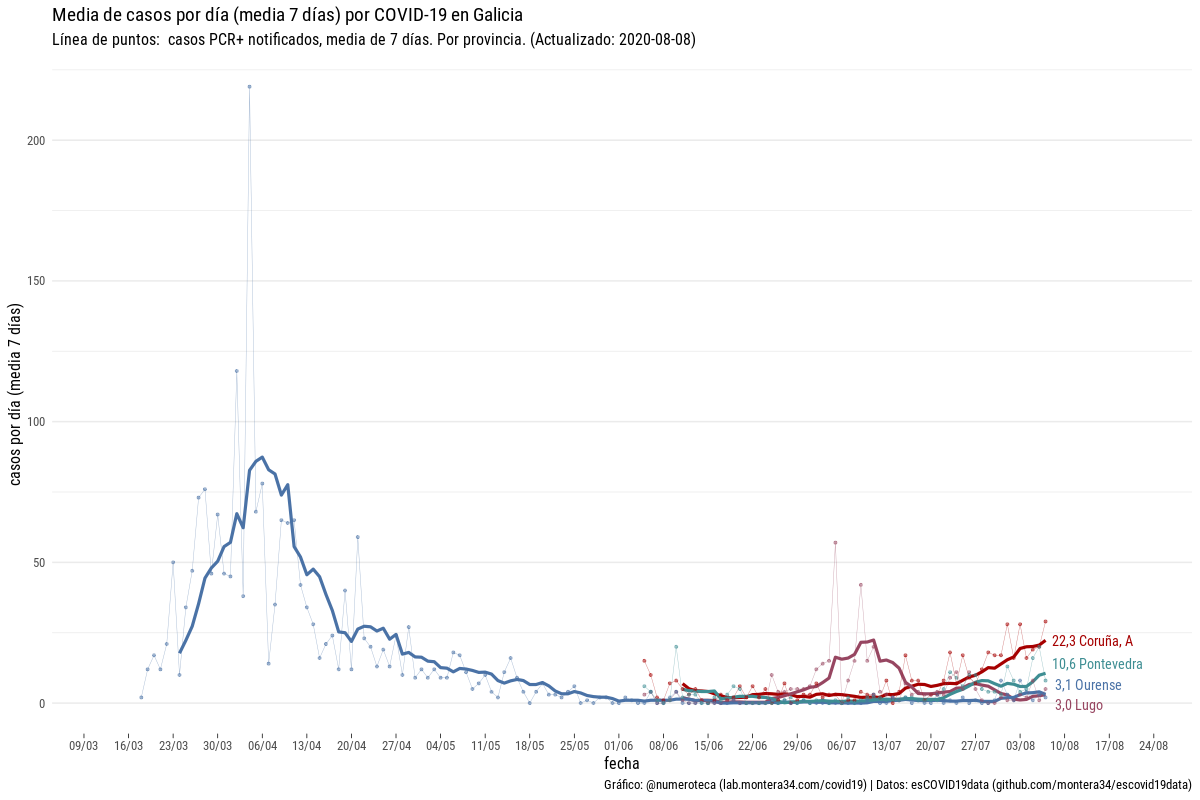 Media de casos por día (media 7 días) por COVID-19 en Galicia
Línea de puntos:  casos PCR+ notificados, media de 7 días. Por provincia. (Actualizado: 2020-08-08)
casos por día (media 7 días)
200
150
100
50
0
22,3 Coruña, A
10,6 Pontevedra
3,1 Ourense
3,0 Lugo
09/03 16/03 23/03 30/03 06/04 13/04 20/04 27/04 04/05 11/05 18/05 25/05 01/06 08/06 15/06 22/06 29/06 06/07 13/07 20/07 27/07 03/08 10/08 17/08 24/08
fecha
Gráfico: @numeroteca (lab.montera34.com/covid19) | Datos: esCOVID19data (github.com/montera34/escovid19data)